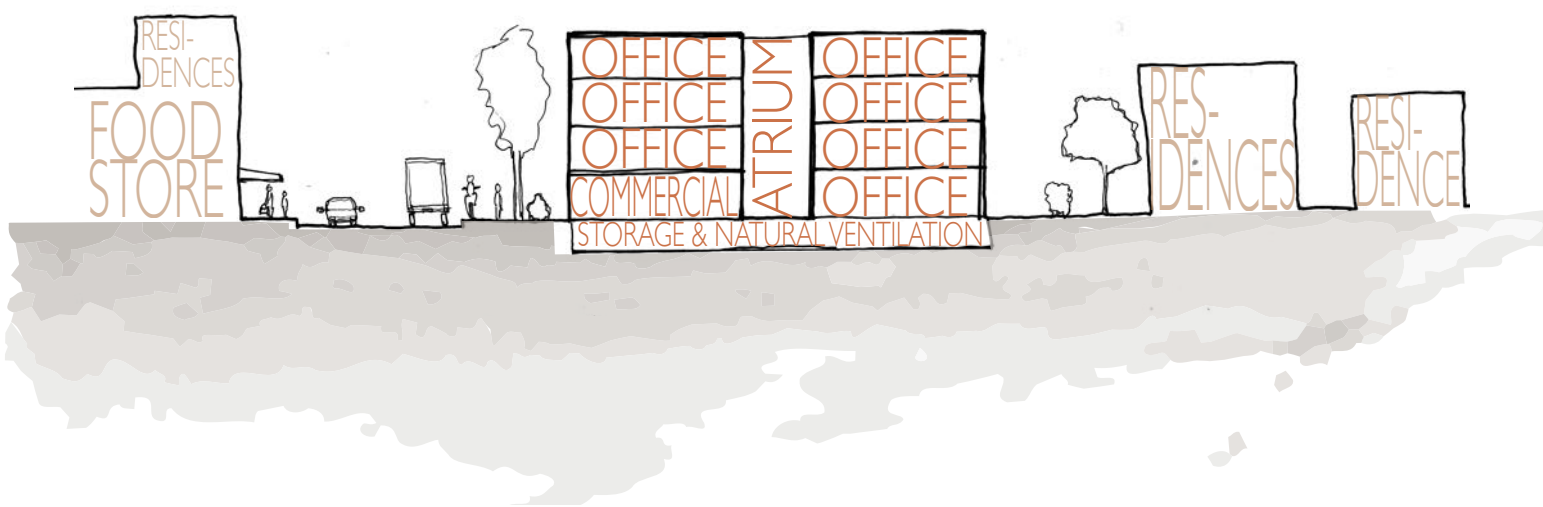 RESI-
DENCES
FOOD
STORE
OFFICE
OFFICE
OFFICE
COMMERCIAL
ATRIUM
OFFICE
OFFICE
OFFICE
OFFICE
STORAGE & NATURAL VENTILATION
RES-
DENCES
RESI-
DENCE